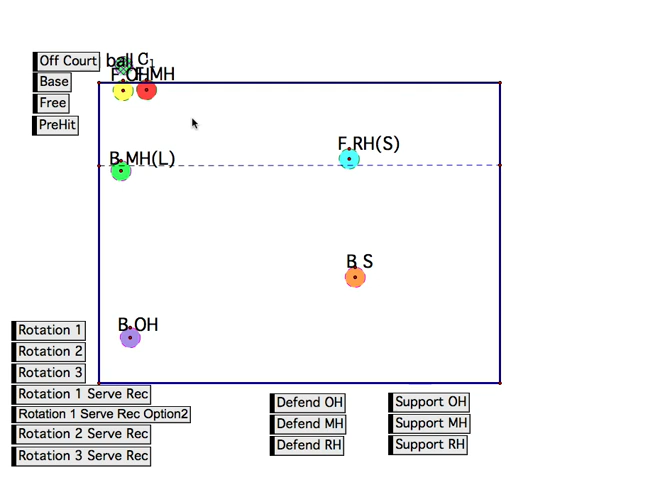 Off Court
ball C1
F OH F MH
Base
Free
PreHit
F RH(S)
B MH(L)
B S
B OH
Rotation 1
Rotation 2
Rotation 3
Rotation 1 Serve Rec
Rotation 1 Serve Rec Option2
Rotation 2 Serve Rec
Rotation 3 Serve Rec
Defend OH
Defend MH
Defend RH
Support OH
Support MH
Support RH